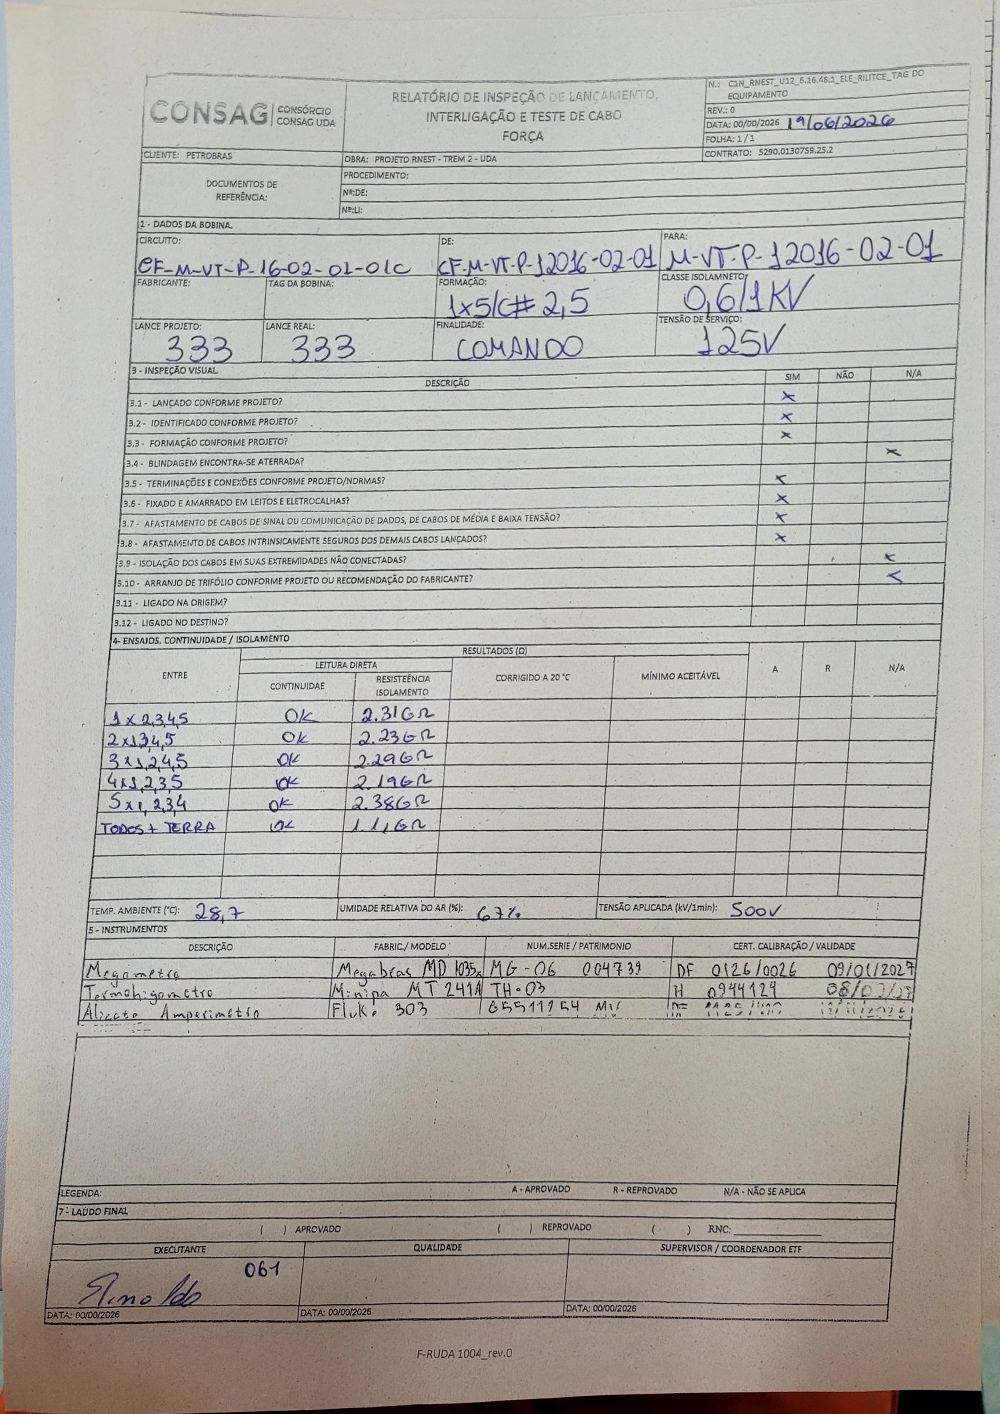 CONSAG CONSÓRCIO CONSAG UDA
RELATÓRIO DE INSPEÇÃO DE LANÇAMENTO,
INTERLIGAÇÃO E TESTE DE CABO
FORÇA
N.: C1N_RNEST_U12_6.16.48.1_ELE_RILITCE_TAG DO
EQUIPAMENTO
REV.: 0
DATA: 00/00/2026 19/06/2026
FOLHA: 1/1
CLIENTE: PETROBRAS
OBRA: PROJETO RNEST - TREM 2 - UDA
CONTRATO: 5290.0130759.25.2
DOCUMENTOS DE
REFERÊNCIA:
PROCEDIMENTO:
Nº:DE:
Nº:LI:
1 - DADOS DA BOBINA.
CIRCUITO: DE: PARA:
CF-M-VT-P-16-02-01-01C CF-M-VT-P-12016-02-01 M-VT-P-12016-02-01
FABRICANTE: TAG DA BOBINA: FORMAÇÃO: CLASSE ISOLAMNETO:
1x5/C# 2,5 0,6/1KV
LANCE PROJETO: LANCE REAL: FINALIDADE: TENSÃO DE SERVIÇO:
333 333 COMANDO 125V
3 - INSPEÇÃO VISUAL
DESCRIÇÃO SIM NÃO N/A
3.1 - LANÇADO CONFORME PROJETO? x
3.2 - IDENTIFICADO CONFORME PROJETO? x
3.3 - FORMAÇÃO CONFORME PROJETO? x
3.4 - BLINDAGEM ENCONTRA-SE ATERRADA? x
3.5 - TERMINAÇÕES E CONEXÕES CONFORME PROJETO/NORMAS? x
3.6 - FIXADO E AMARRADO EM LEITOS E ELETROCALHAS? x
3.7 - AFASTAMENTO DE CABOS DE SINAL OU COMUNICAÇÃO DE DADOS, DE CABOS DE MÉDIA E BAIXA TENSÃO? x
3.8 - AFASTAMENTO DE CABOS INTRINSICAMENTE SEGUROS DOS DEMAIS CABOS LANÇADOS? x
3.9 - ISOLAÇÃO DOS CABOS EM SUAS EXTREMIDADES NÃO CONECTADAS? x
3.10 - ARRANJO DE TRIFÓLIO CONFORME PROJETO OU RECOMENDAÇÃO DO FABRICANTE? x
3.11 - LIGADO NA ORIGEM?
3.12 - LIGADO NO DESTINO?
4- ENSAIOS. CONTINUIDADE / ISOLAMENTO
RESULTADOS (Ω)
ENTRE LEITURA DIRETA CORRIGIDO A 20 °C MÍNIMO ACEITÁVEL A R N/A
CONTINUIDAE RESISTEÊNCIA ISOLAMENTO
1 x 2,3,4,5 OK 2.31GΩ
2x1,3,4,5 OK 2.23GΩ
3x1,2,4,5 OK 2.29GΩ
4x1,2,3,5 OK 2.19GΩ
5x1,2,3,4 OK 2.38GΩ
TODOS + TERRA OK 1.11GΩ
TEMP. AMBIENTE (°C): 28,7 UMIDADE RELATIVA DO AR (%): 67% TENSÃO APLICADA (kV/1min): 500V
5 - INSTRUMENTOS
DESCRIÇÃO FABRIC./ MODELO NUM.SERIE / PATRIMONIO CERT. CALIBRAÇÃO / VALIDADE
Megometro Megabras MD 1035x MG-06 004739 DF 0126/0026 09/01/2027
Termohigometro Minipa MT 241A TH-03 H 0944124 08/02/27
Alicate Amperimetro Fluke 303
LEGENDA: A - APROVADO R - REPROVADO N/A - NÃO SE APLICA
7 - LAUDO FINAL
( ) APROVADO ( ) REPROVADO ( ) RNC:
EXECUTANTE QUALIDADE SUPERVISOR / COORDENADOR ETF
061
DATA: 00/00/2026 DATA: 00/00/2026 DATA: 00/00/2026
F-RUDA 1004_rev.0